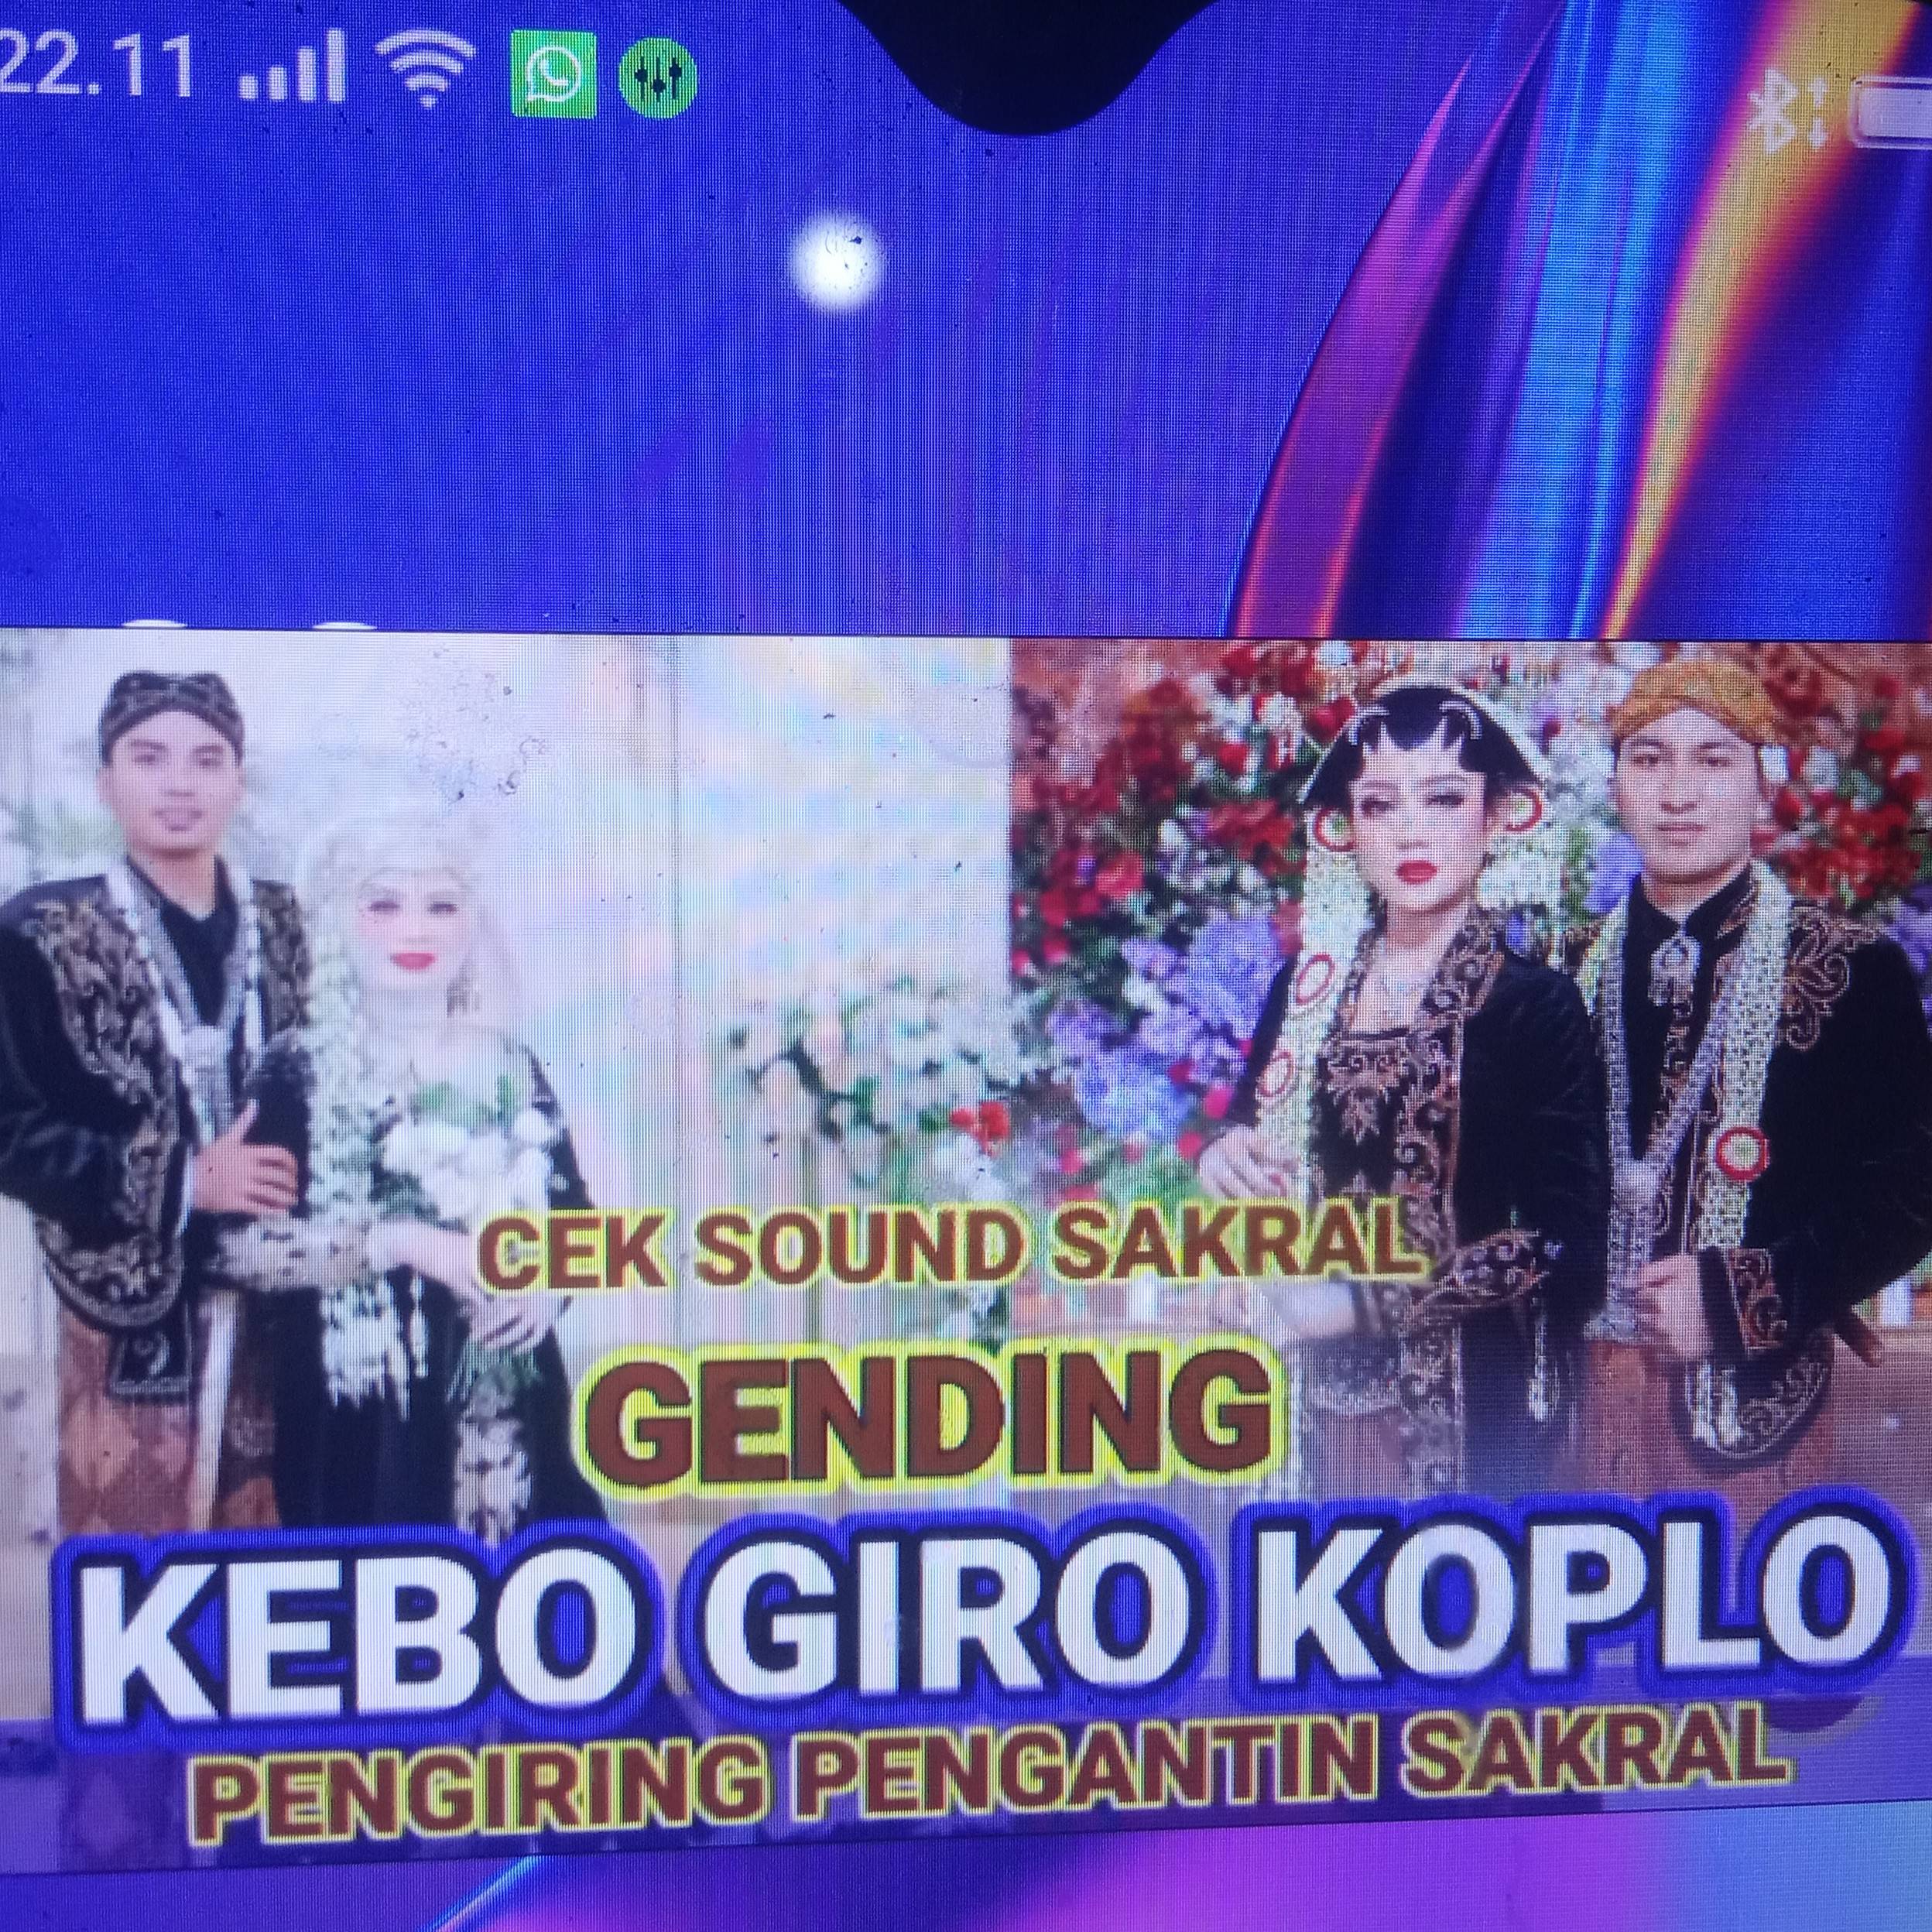 22.11
CEK SOUND SAKRAL
GENDING
KEBO GIRO KOPLO
PENGIRING PENGANTIN SAKRAL